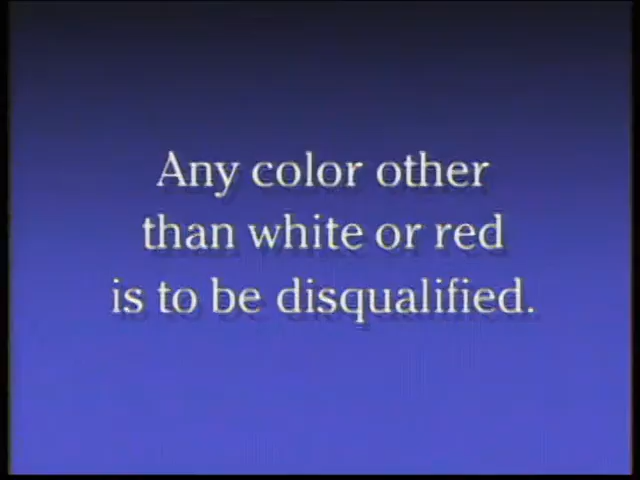 Any color other
than white or red
is to be disqualified.